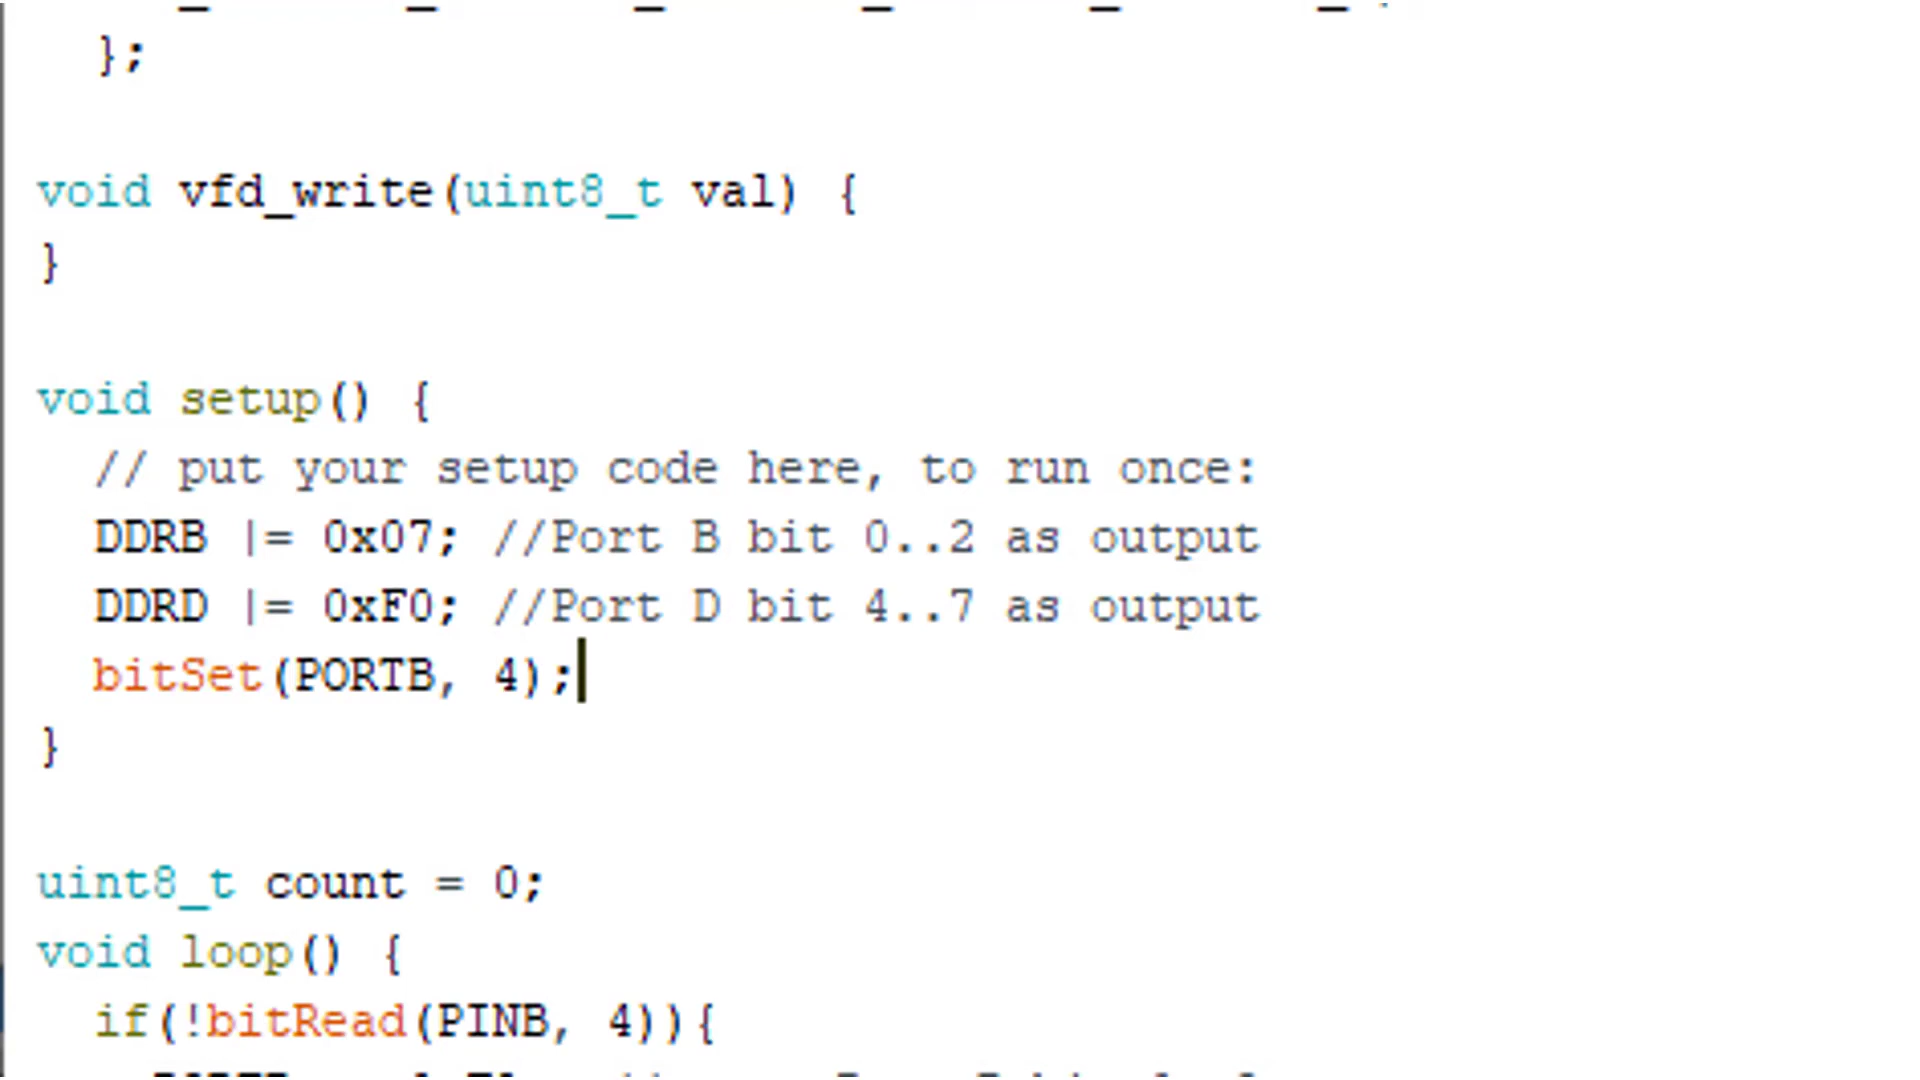 };
void vfd_write(uint8_t val) {
}
void setup() {
// put your setup code here, to run once:
DDRB |= 0x07; //Port B bit 0..2 as output
DDRD |= 0xF0; //Port D bit 4..7 as output
bitSet(PORTB, 4);
}
uint8_t count = 0;
void loop() {
if(!bitRead(PINB, 4)){